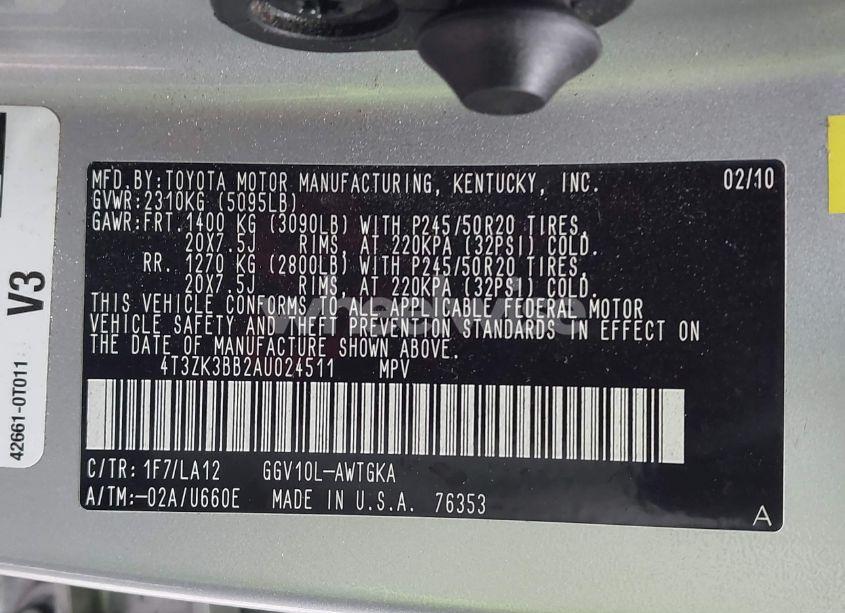 MFD.BY:TOYOTA MOTOR MANUFACTURING, KENTUCKY, INC. 02/10
GVWR:2310KG (5095LB)
GAWR:FRT.1400 KG (3090LB) WITH P245/50R20 TIRES,
20X7.5J RIMS, AT 220KPA (32PSI) COLD.
RR. 1270 KG (2800LB) WITH P245/50R20 TIRES,
20X7.5J RIMS, AT 220KPA (32PSI) COLD.
THIS VEHICLE CONFORMS TO ALL APPLICABLE FEDERAL MOTOR
VEHICLE SAFETY AND THEFT PREVENTION STANDARDS IN EFFECT ON
THE DATE OF MANUFACTURE SHOWN ABOVE.
4T3ZK3BB2AU024511 MPV
C/TR: 1F7/LA12 GGV10L-AWTGKA
A/TM:-02A/U660E MADE IN U.S.A. 76353
A
V3
42661-0T011